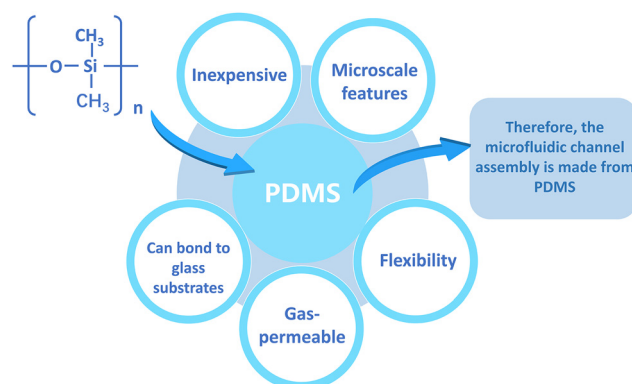 CH₃
O
Si
CH₃
n
Inexpensive
Microscale
features
PDMS
Therefore, the
microfluidic channel
assembly is made from
PDMS
Can bond to
glass
substrates
Flexibility
Gas-
permeable